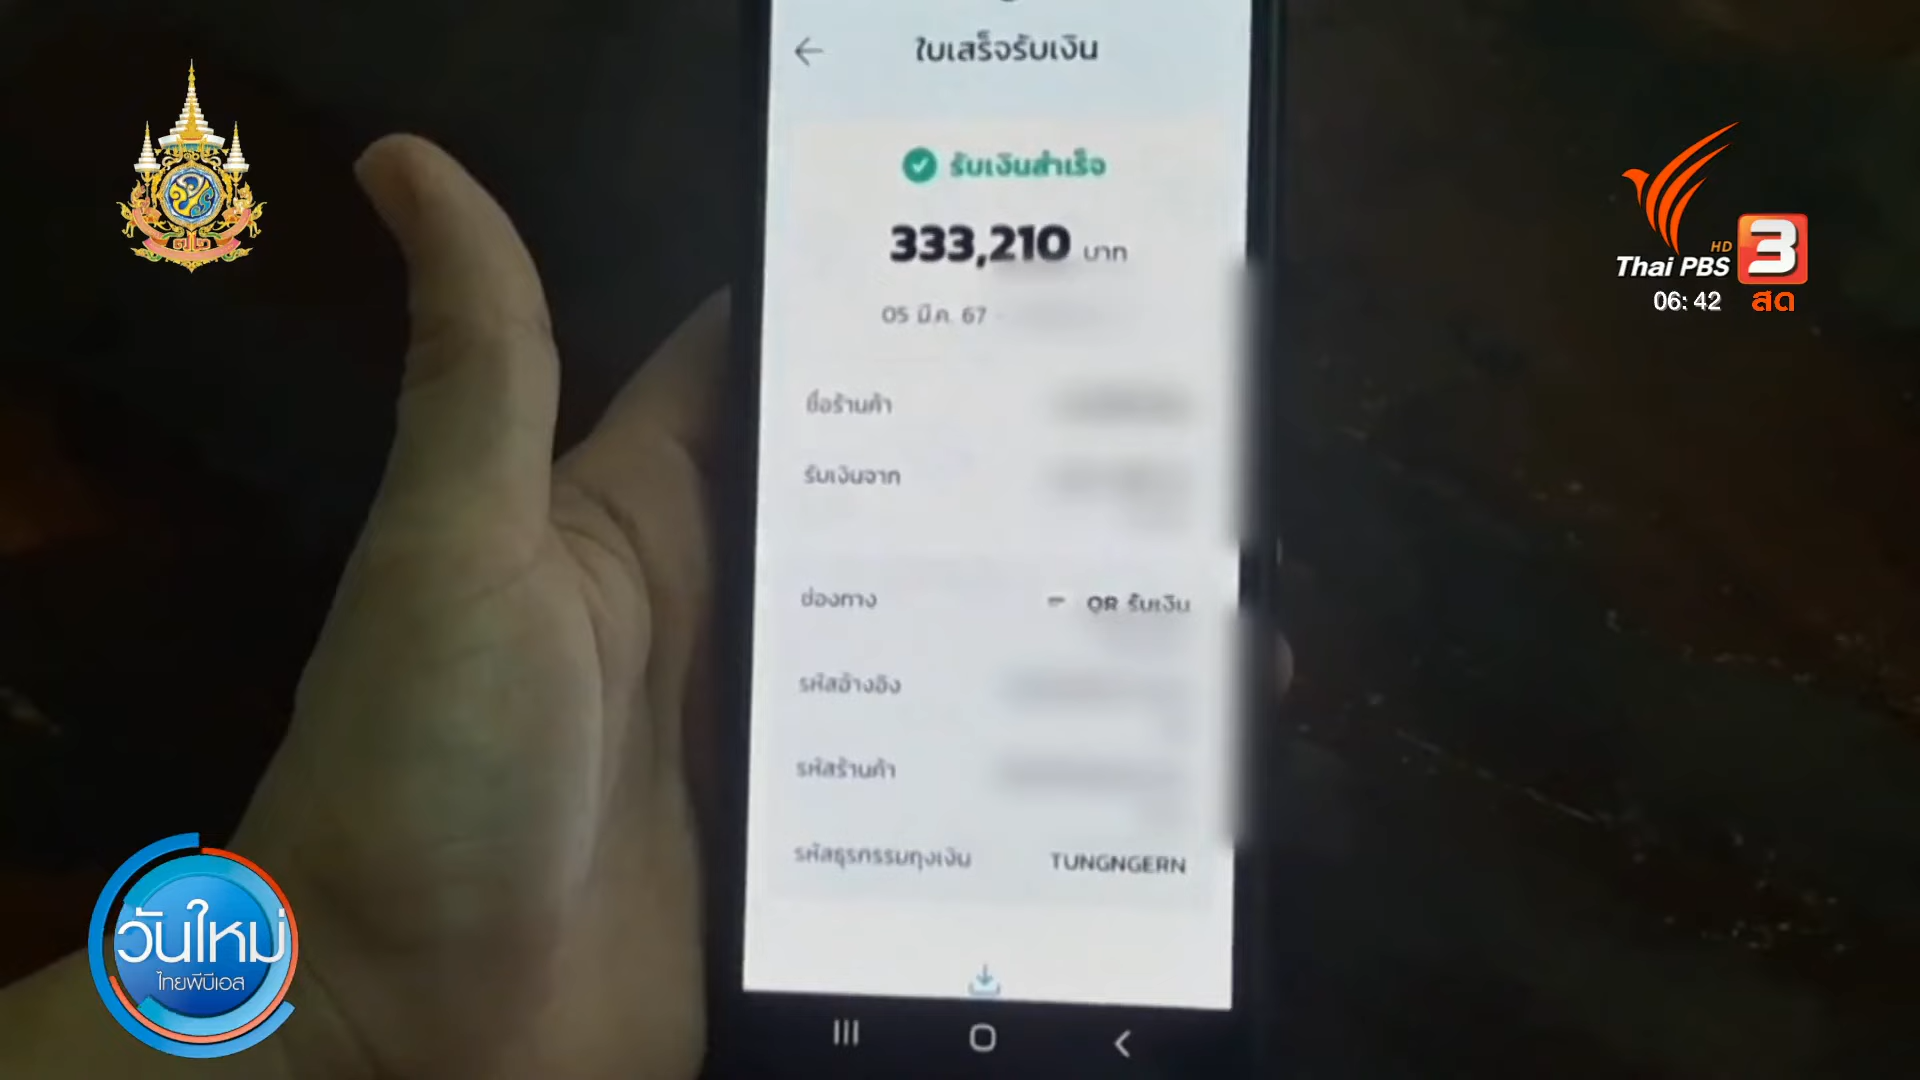 ใบเสร็จรับเงิน
รับเงินสำเร็จ
333,210 บาท
05 มี.ค. 67 -
ชื่อร้านค้า
รับเงินจาก
ช่องทาง QR รับเงิน
รหัสอ้างอิง
รหัสร้านค้า
รหัสธุรกรรมถุงเงิน TUNGNGERN
๗๒
HD
Thai PBS 3
06:42 สด
วันใหม่
ไทยพีบีเอส